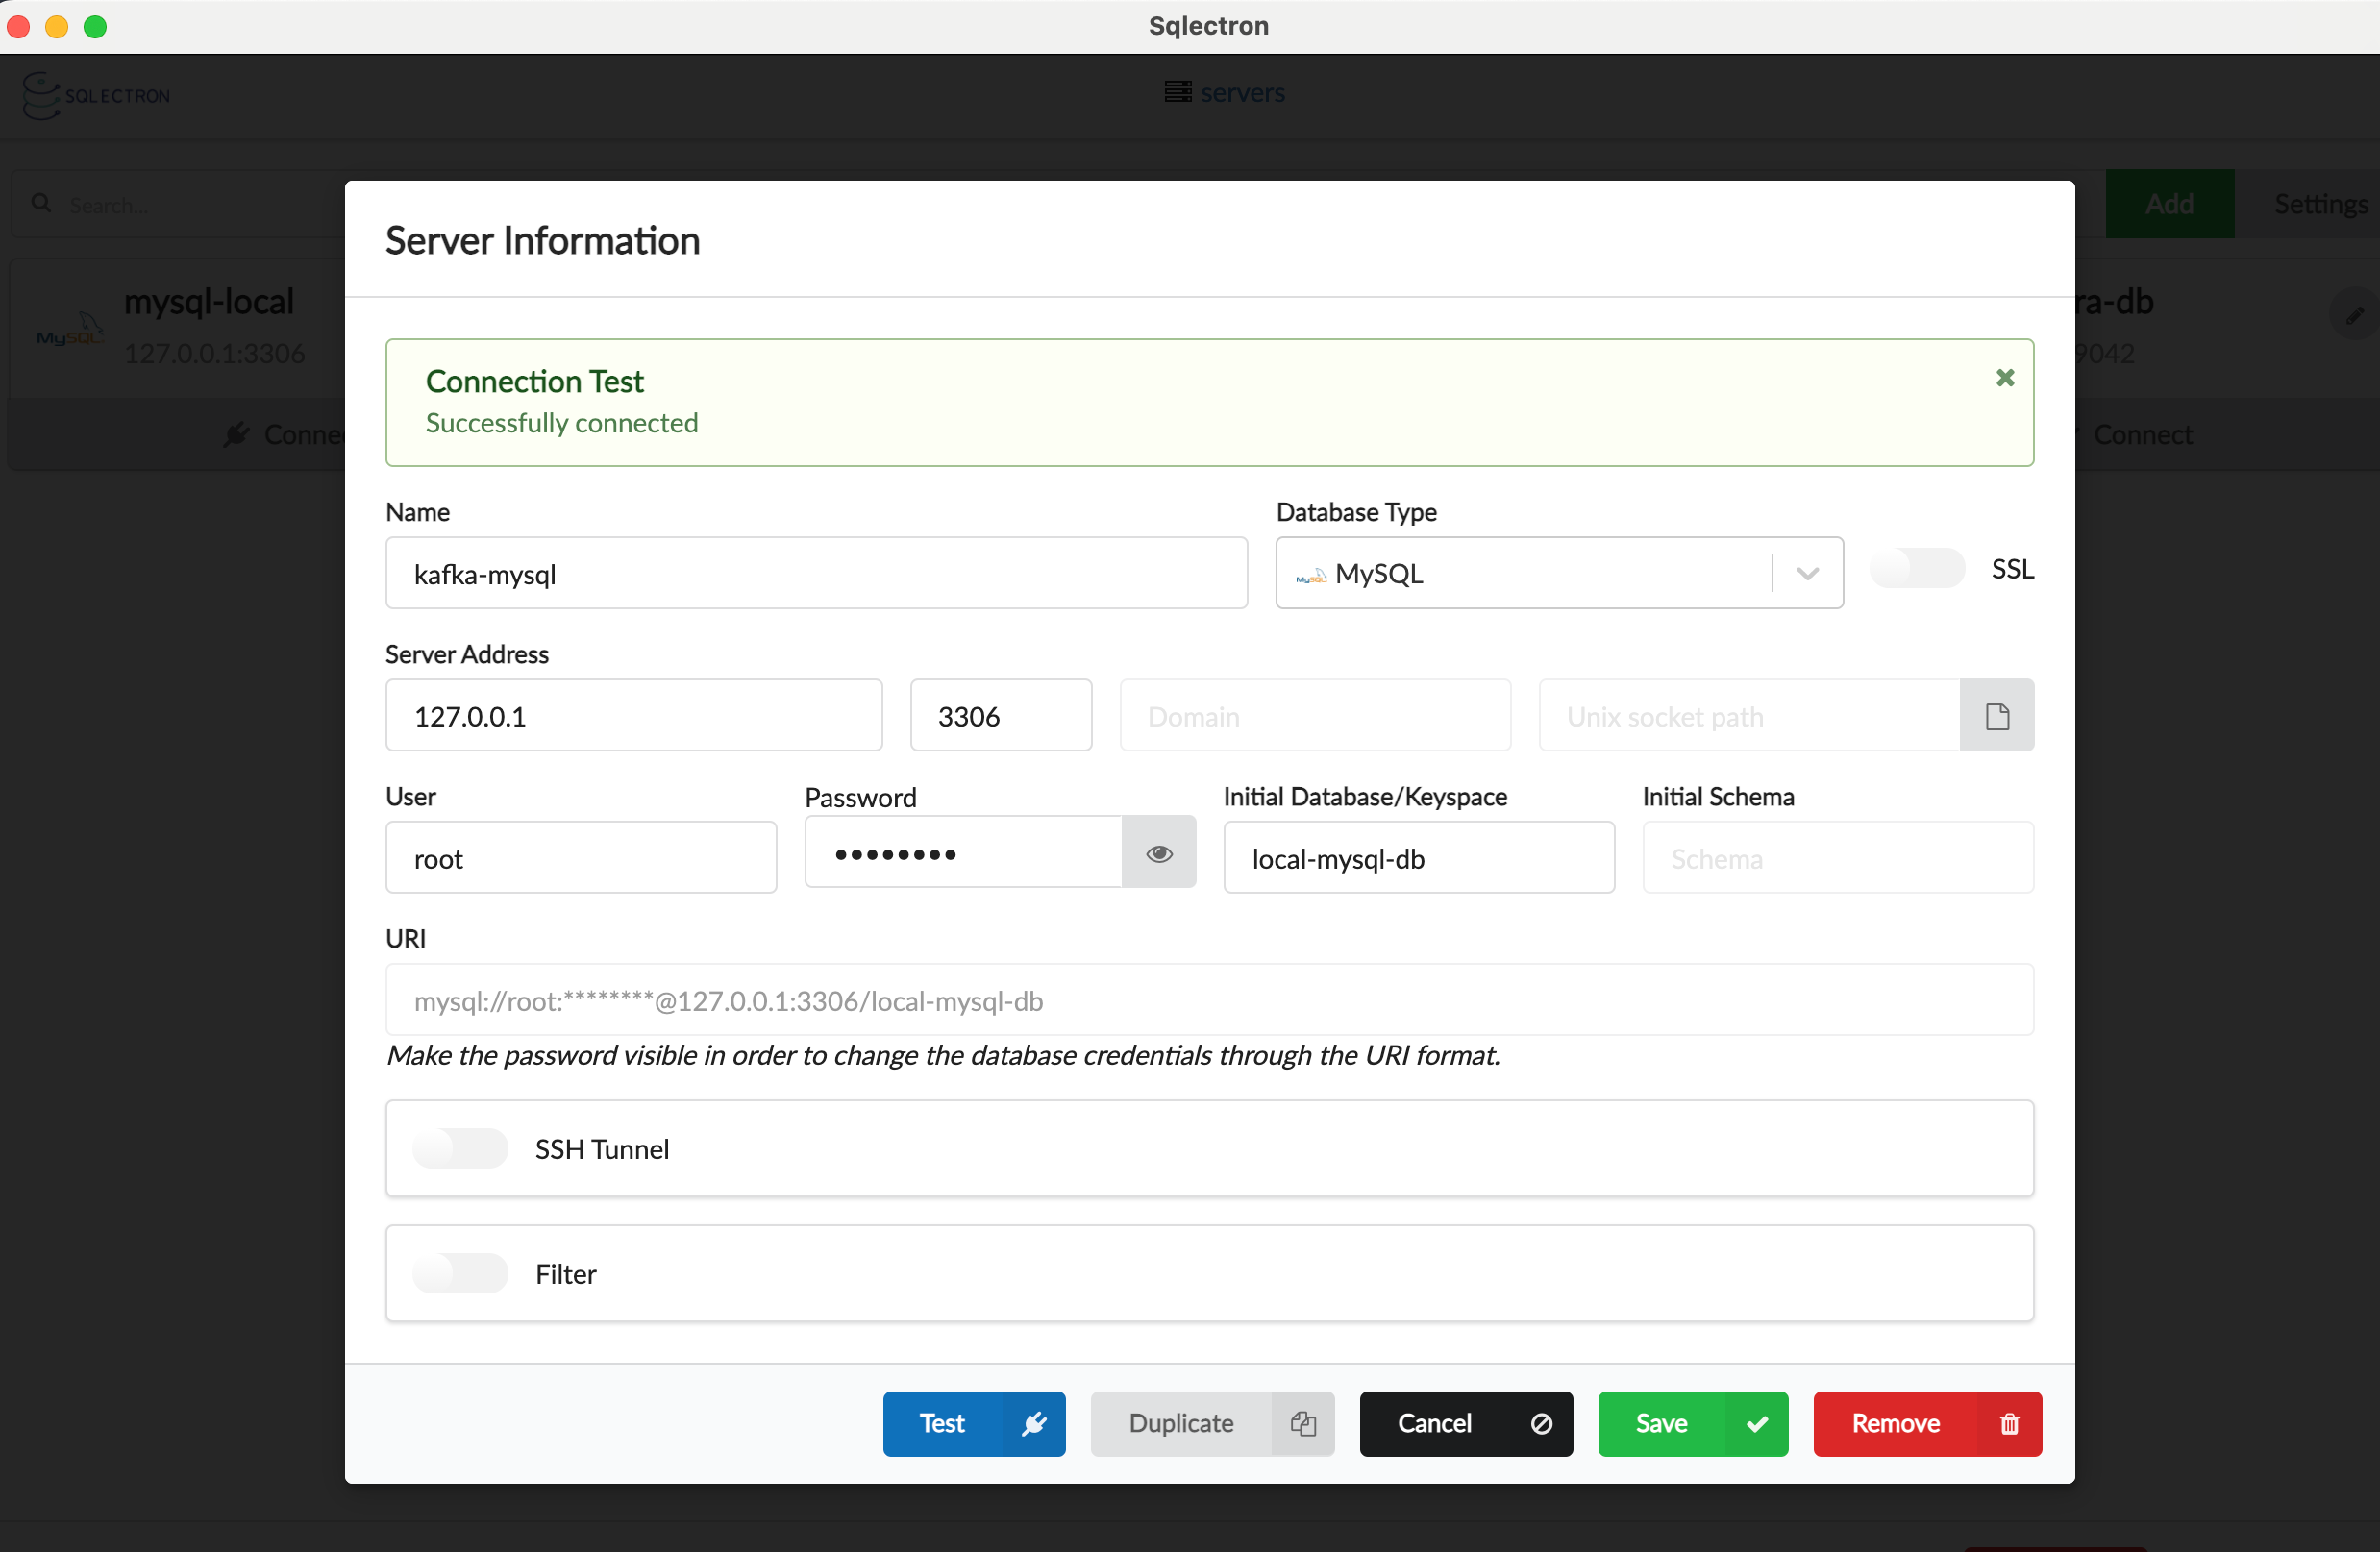 Sqlectron
SQLECTRON
servers
Search...
Add
Settings
MySQL
mysql-local
127.0.0.1:3306
Connec
ra-db
9042
Connect
Server Information
Connection Test
Successfully connected
Name
Database Type
kafka-mysql
MySQL MySQL
SSL
Server Address
127.0.0.1
3306
Domain
Unix socket path
User
Password
Initial Database/Keyspace
Initial Schema
root
••••••••
local-mysql-db
Schema
URI
mysql://root:********@127.0.0.1:3306/local-mysql-db
Make the password visible in order to change the database credentials through the URI format.
SSH Tunnel
Filter
Test
Duplicate
Cancel
Save
Remove